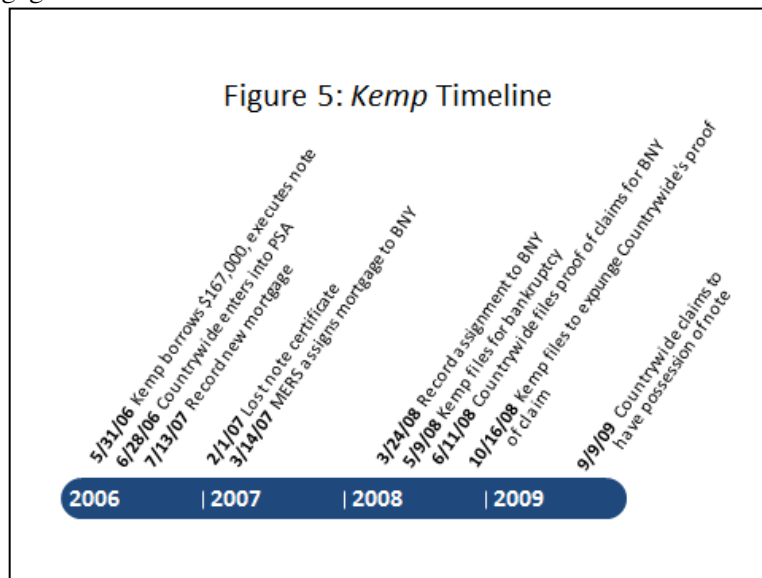 Figure 5: Kemp Timeline
5/31/06 Kemp borrows $167,000, executes note
6/28/06 Countrywide enters into PSA
7/13/07 Record new mortgage
2/1/07 Lost note certificate
3/14/07 MERS assigns mortgage to BNY
3/24/08 Record assignment to BNY
5/9/08 Kemp files for bankruptcy
6/11/08 Countrywide files proof of claims for BNY
10/16/08 Kemp files to expunge Countrywide's proof
of claim
9/9/09 Countrywide claims to
have possession of note
2006 | 2007 | 2008 | 2009